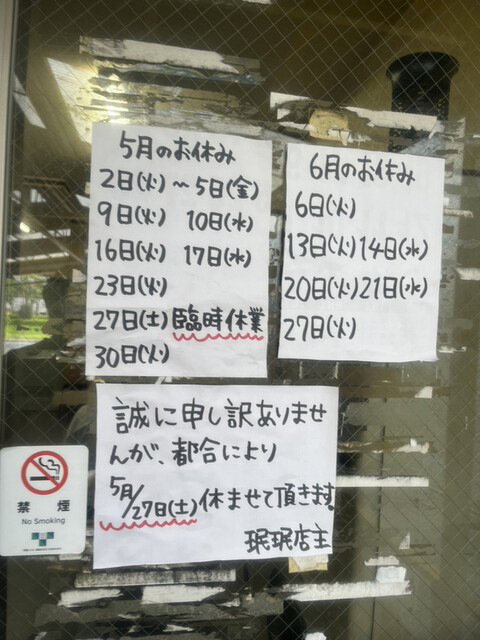 5月のお休み
2日(火)～5日(金)
9日(火) 10日(水)
16日(火) 17日(水)
23日(火)
27日(土)臨時休業
30日(火)
6月のお休み
6日(火)
13日(火)14日(水)
20日(火)21日(水)
27日(火)
誠に申し訳ありませ
んが、都合により
5月/27日(土)休ませて頂きます。
珉珉店主
禁煙
No Smoking